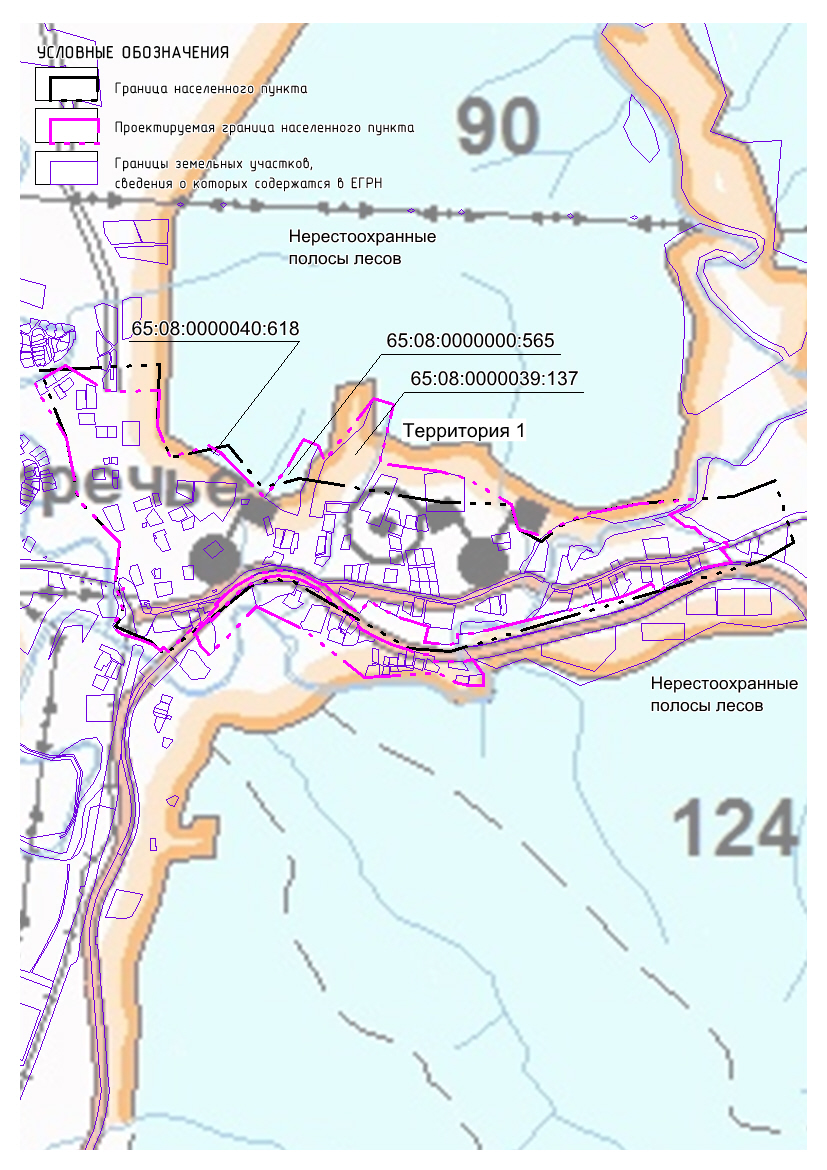 УСЛОВНЫЕ ОБОЗНАЧЕНИЯ
Граница населенного пункта
Проектируемая граница населенного пункта
Границы земельных участков,
сведения о которых содержатся в ЕГРН
90
Нерестоохранные
полосы лесов
65:08:0000040:618
65:08:0000000:565
65:08:0000039:137
Территория 1
речье
Нерестоохранные
полосы лесов
124